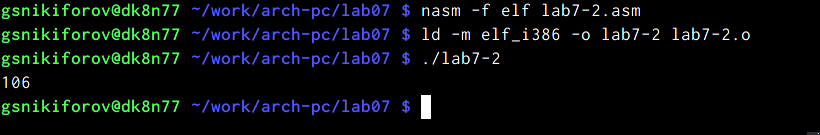 gsnikiforov@dk8n77 ~/work/arch-pc/lab07 $ nasm -f elf lab7-2.asm
gsnikiforov@dk8n77 ~/work/arch-pc/lab07 $ ld -m elf_i386 -o lab7-2 lab7-2.o
gsnikiforov@dk8n77 ~/work/arch-pc/lab07 $ ./lab7-2
106
gsnikiforov@dk8n77 ~/work/arch-pc/lab07 $